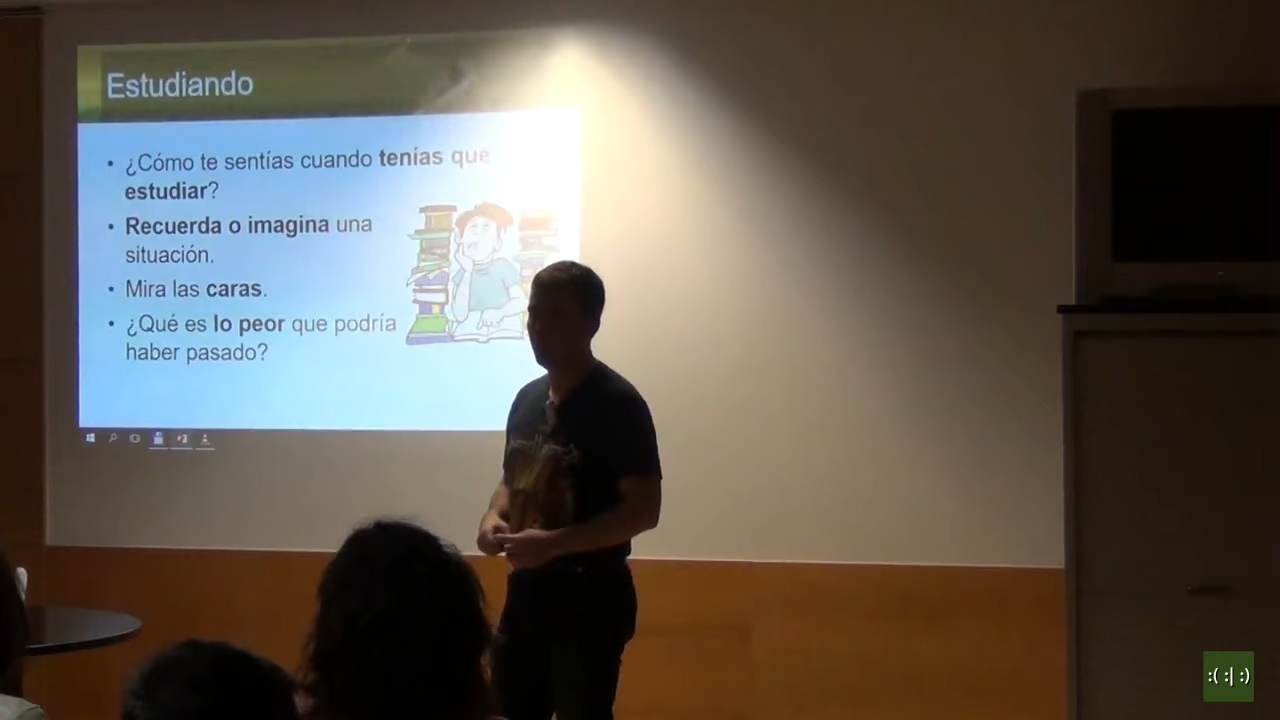 Estudiando
• ¿Cómo te sentías cuando tenías que
estudiar?
• Recuerda o imagina una
situación.
• Mira las caras.
• ¿Qué es lo peor que podría
haber pasado?
:( :| :)